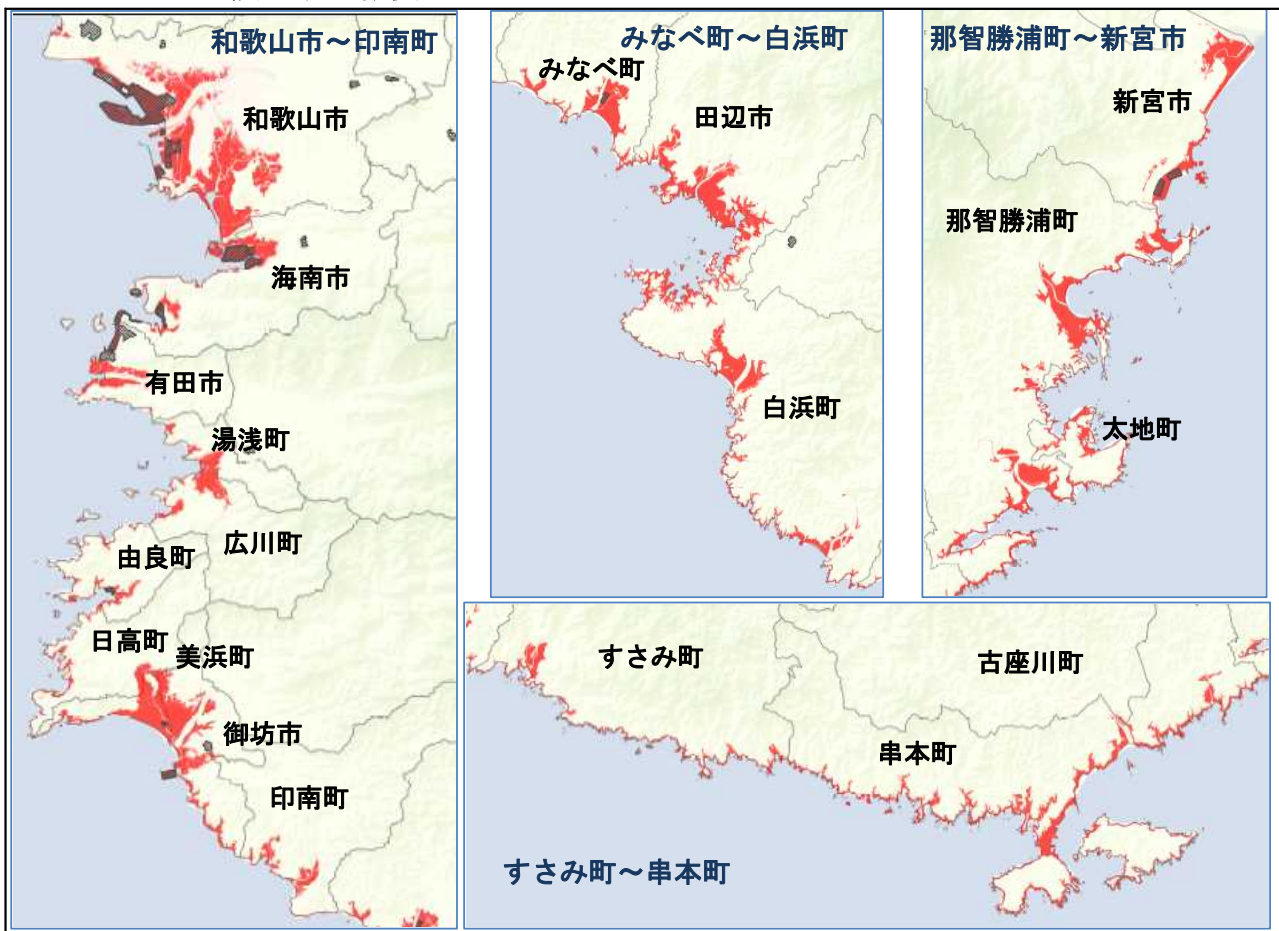 和歌山市～印南町
和歌山市
海南市
有田市
湯浅町
広川町
由良町
日高町
美浜町
御坊市
印南町
みなべ町～白浜町
みなべ町
田辺市
白浜町
那智勝浦町～新宮市
新宮市
那智勝浦町
太地町
すさみ町
古座川町
串本町
すさみ町～串本町